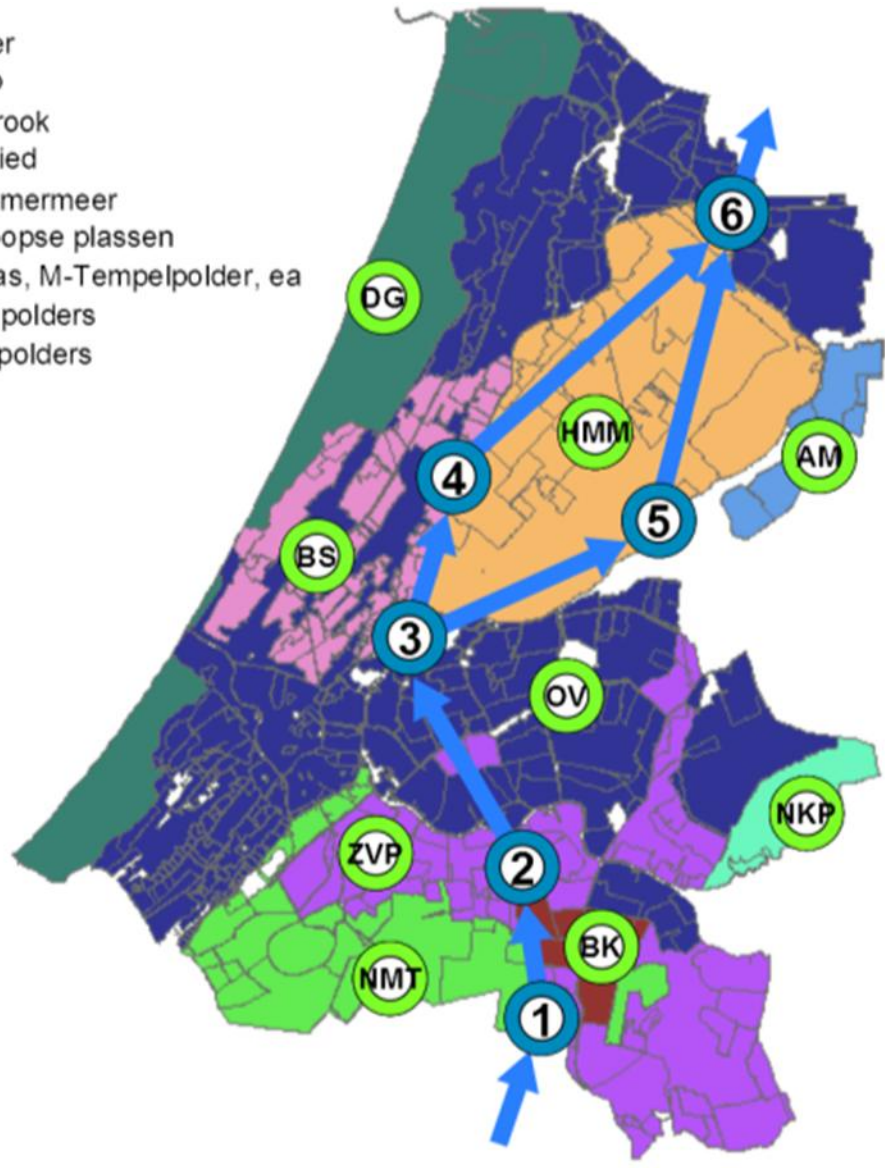 er
rook
ied
mermeer
oopse plassen
as, M-Tempelpolder, ea
polders
polders
6
DG
HMM
AM
4
5
BS
3
OV
NKP
ZVP
2
BK
NMT
1